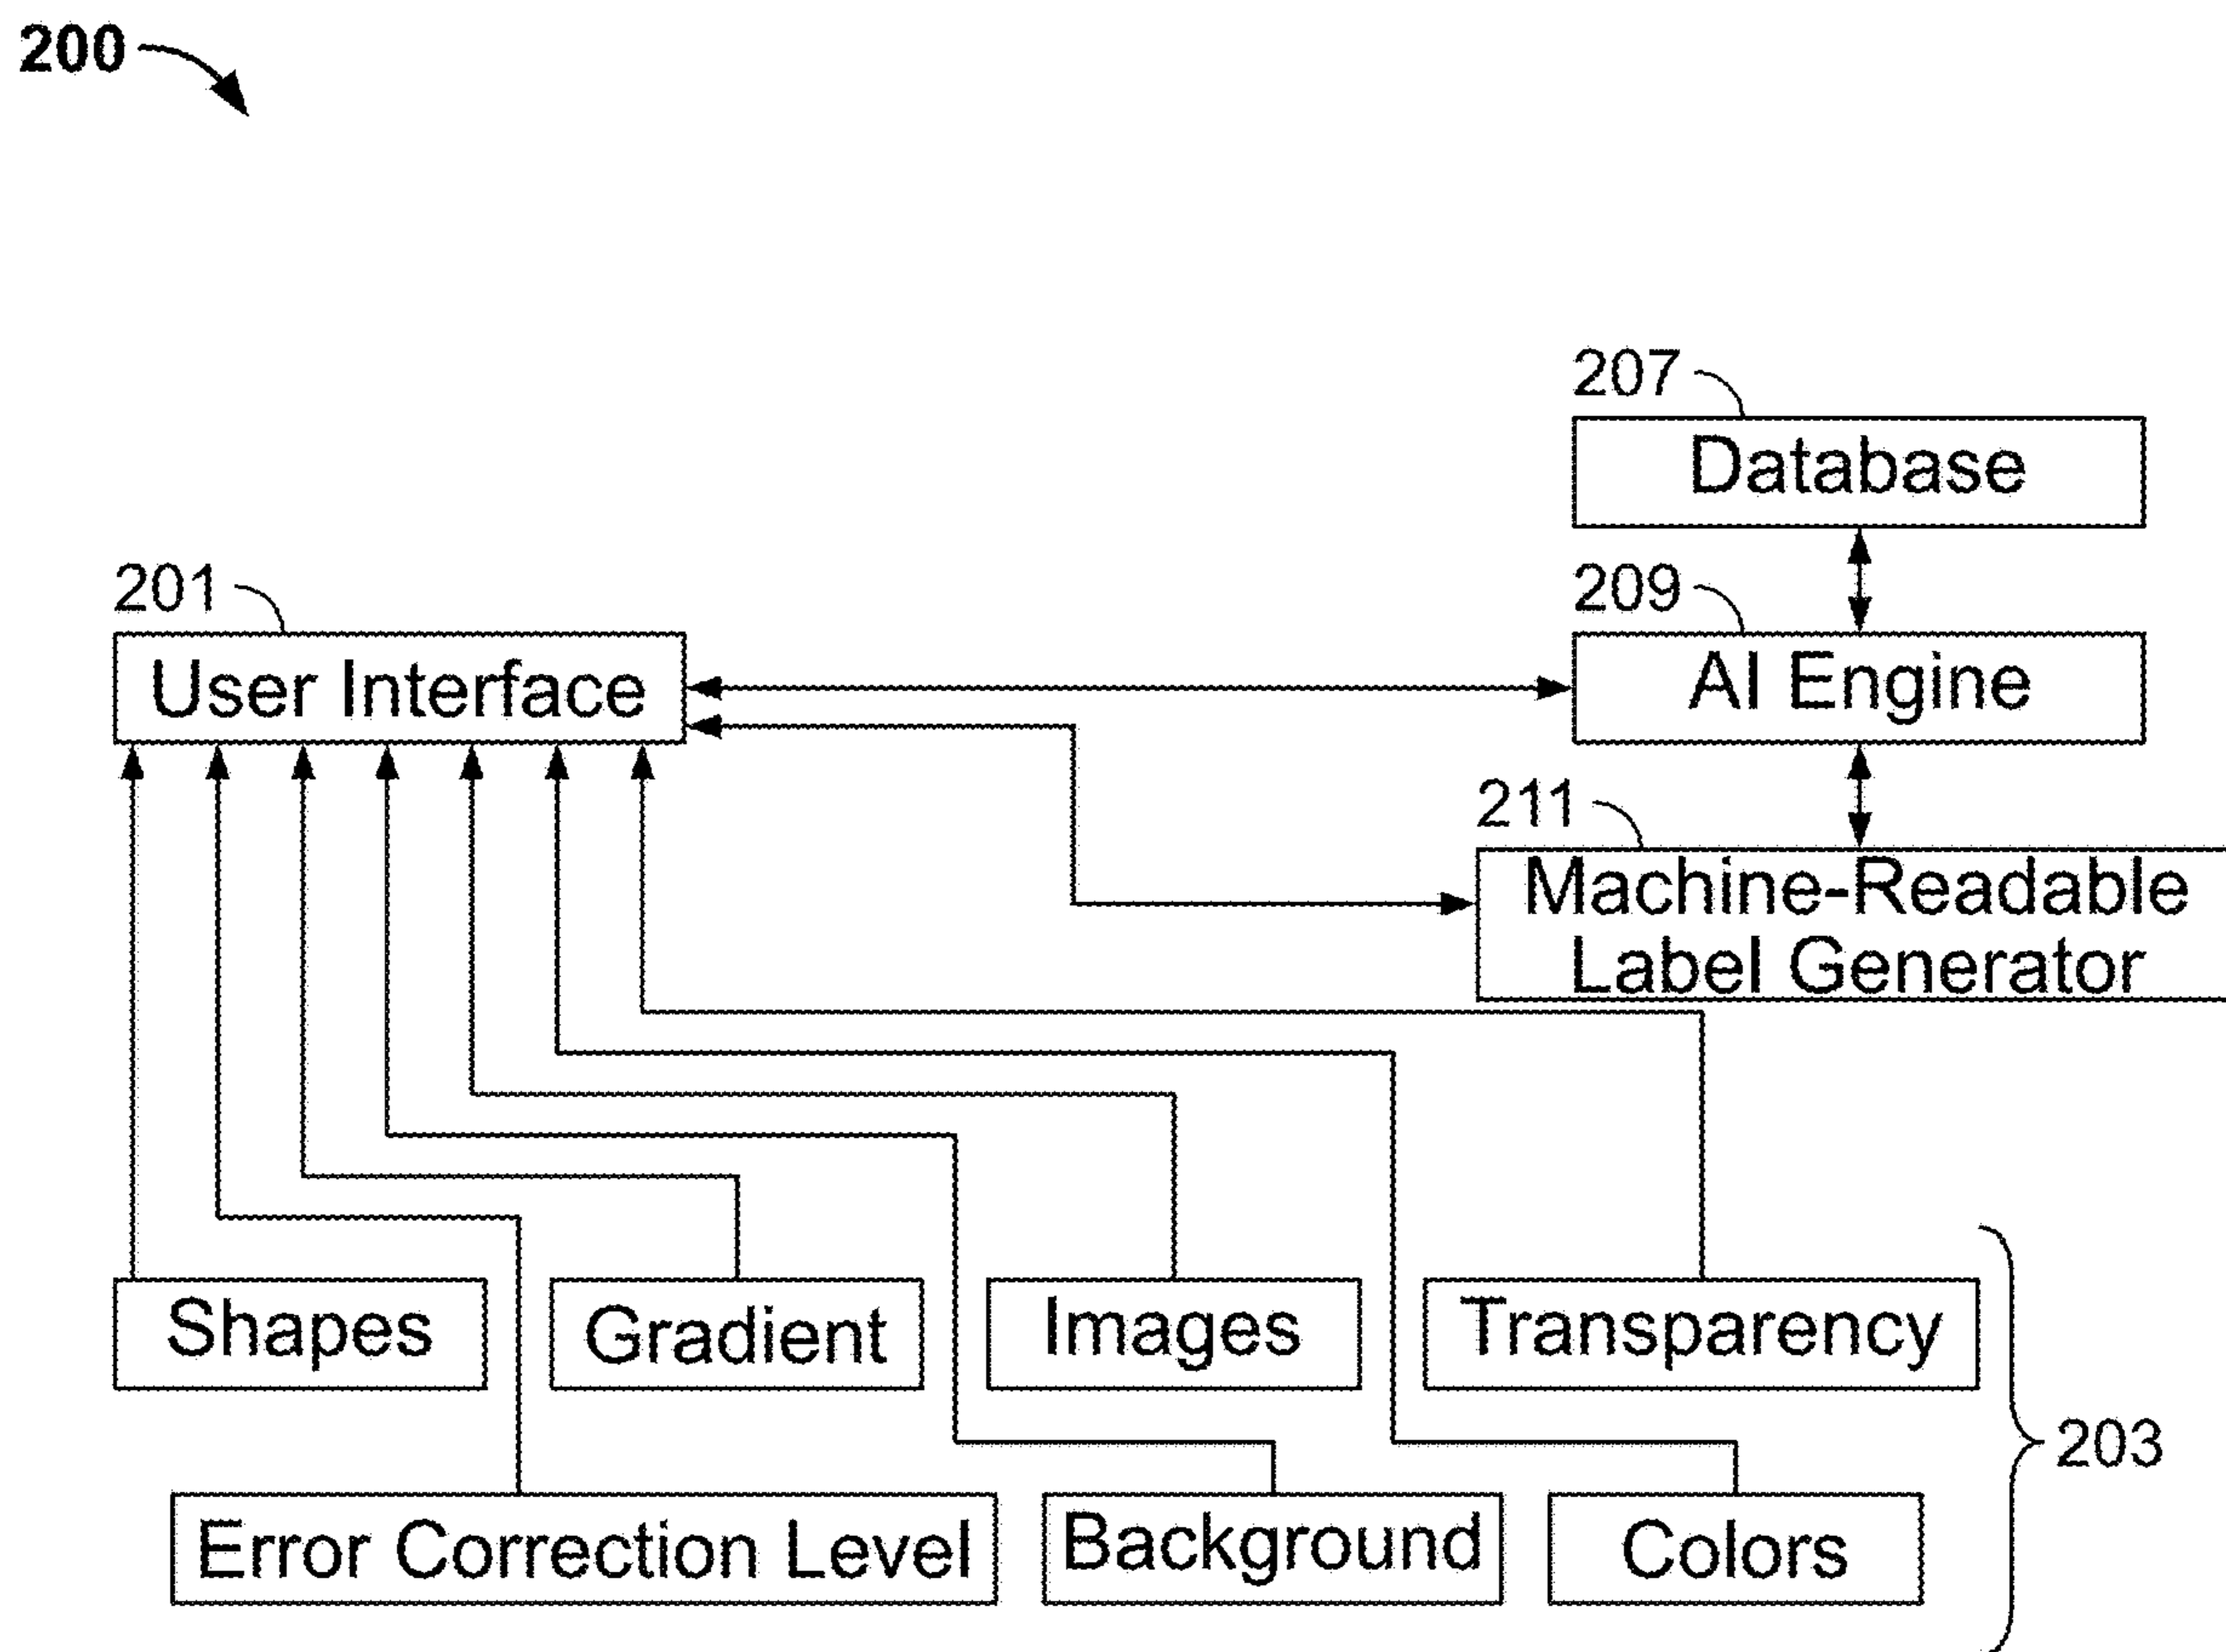 200
207
Database
201
209
User Interface
AI Engine
211
Machine-Readable
Label Generator
Shapes
Gradient
Images
Transparency
203
Error Correction Level
Background
Colors